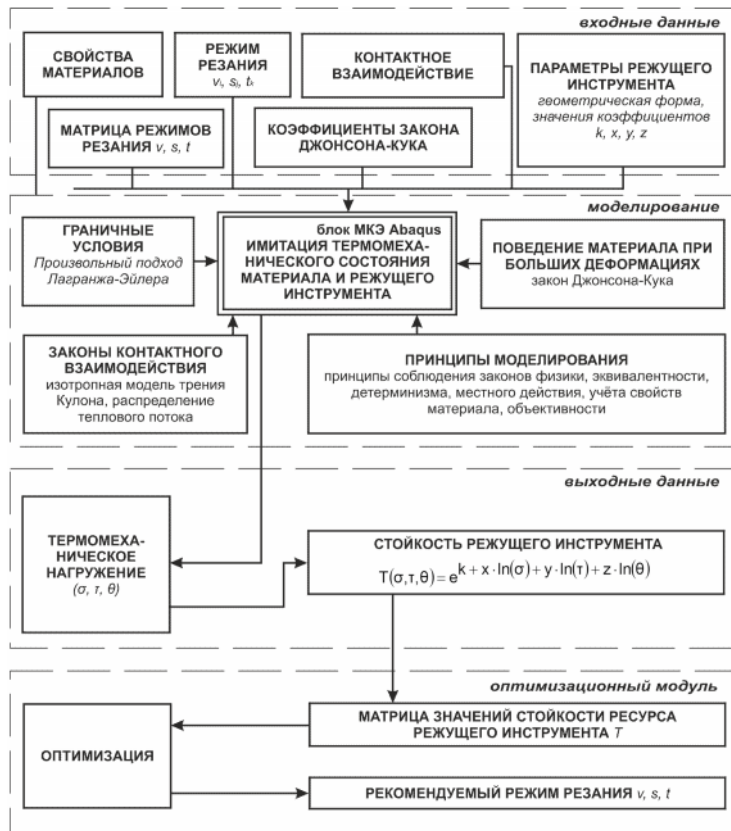 входные данные
СВОЙСТВА
МАТЕРИАЛОВ
РЕЖИМ
РЕЗАНИЯ
vᵢ, sⱼ, tₖ
КОНТАКТНОЕ
ВЗАИМОДЕЙСТВИЕ
ПАРАМЕТРЫ РЕЖУЩЕГО
ИНСТРУМЕНТА
геометрическая форма,
значения коэффициентов
k, x, y, z
МАТРИЦА РЕЖИМОВ
РЕЗАНИЯ v, s, t
КОЭФФИЦИЕНТЫ ЗАКОНА
ДЖОНСОНА-КУКА
моделирование
ГРАНИЧНЫЕ
УСЛОВИЯ
Произвольный подход
Лагранжа-Эйлера
блок МКЭ Abaqus
ИМИТАЦИЯ ТЕРМОМЕХА-
НИЧЕСКОГО СОСТОЯНИЯ
МАТЕРИАЛА И РЕЖУЩЕГО
ИНСТРУМЕНТА
ПОВЕДЕНИЕ МАТЕРИАЛА ПРИ
БОЛЬШИХ ДЕФОРМАЦИЯХ
закон Джонсона-Кука
ЗАКОНЫ КОНТАКТНОГО
ВЗАИМОДЕЙСТВИЯ
изотропная модель трения
Кулона, распределение
теплового потока
ПРИНЦИПЫ МОДЕЛИРОВАНИЯ
принципы соблюдения законов физики, эквивалентности,
детерминизма, местного действия, учёта свойств
материала, объективности
выходные данные
ТЕРМОМЕХА-
НИЧЕСКОЕ
НАГРУЖЕНИЕ
(σ, τ, θ)
СТОЙКОСТЬ РЕЖУЩЕГО ИНСТРУМЕНТА
T(σ,τ,θ) = e^{k + x · ln(σ) + y · ln(τ) + z · ln(θ)}
оптимизационный модуль
ОПТИМИЗАЦИЯ
МАТРИЦА ЗНАЧЕНИЙ СТОЙКОСТИ РЕСУРСА
РЕЖУЩЕГО ИНСТРУМЕНТА T
РЕКОМЕНДУЕМЫЙ РЕЖИМ РЕЗАНИЯ v, s, t